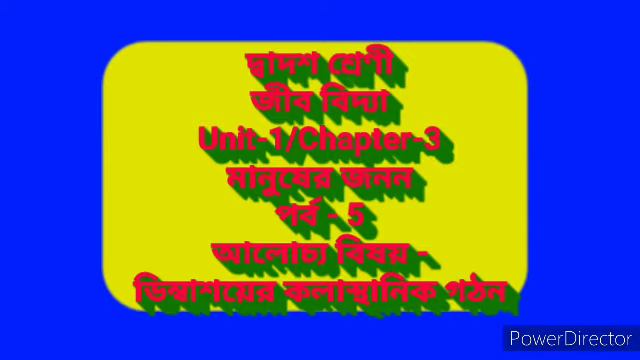 দ্বাদশ শ্রেণী
জীব বিদ্যা
Unit-1/Chapter-3
মানুষের জনন
পর্ব - 5
আলোচ্য বিষয় -
ডিম্বাশয়ের কলাস্থানিক গঠন
PowerDirector